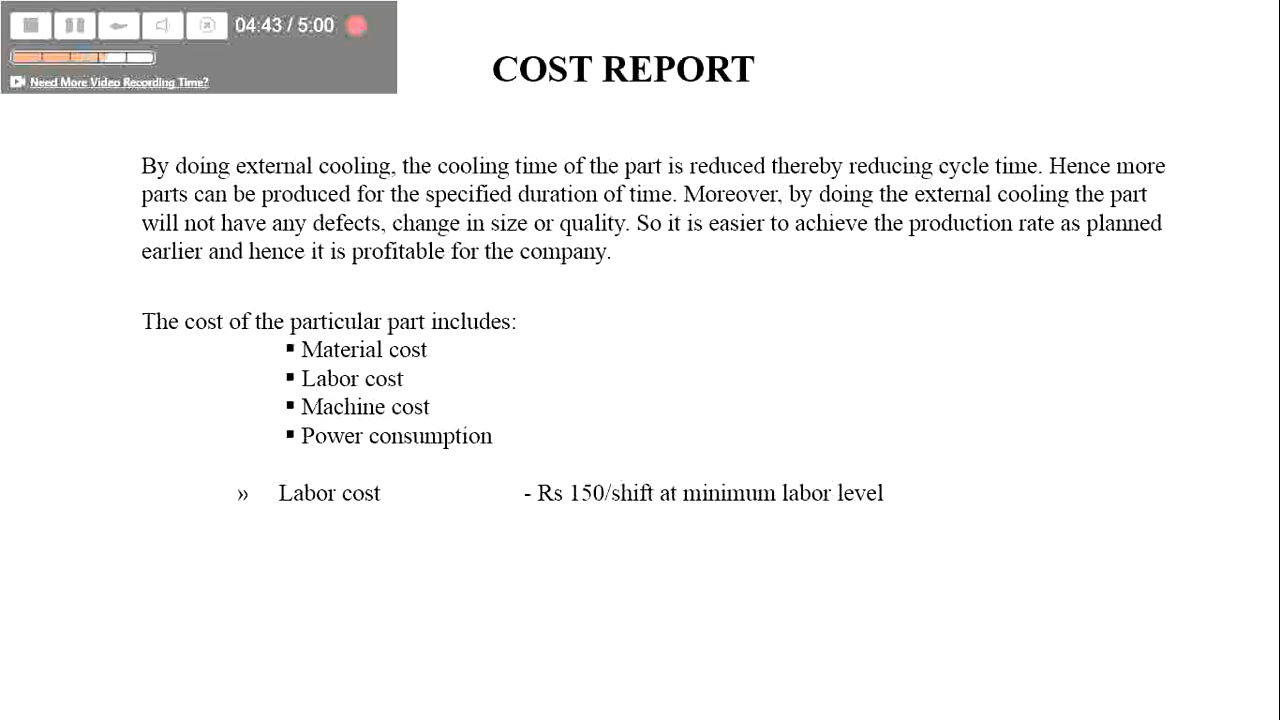 04:43 / 5:00
Need More Video Recording Time?
COST REPORT
By doing external cooling, the cooling time of the part is reduced thereby reducing cycle time. Hence more
parts can be produced for the specified duration of time. Moreover, by doing the external cooling the part
will not have any defects, change in size or quality. So it is easier to achieve the production rate as planned
earlier and hence it is profitable for the company.
The cost of the particular part includes:
▪ Material cost
▪ Labor cost
▪ Machine cost
▪ Power consumption
» Labor cost - Rs 150/shift at minimum labor level